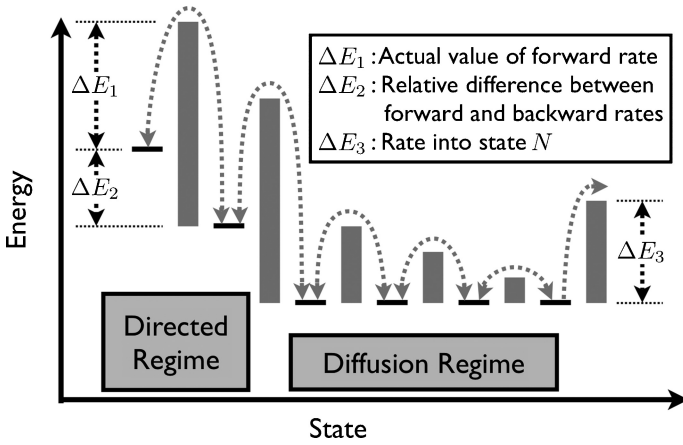 ΔE₁ : Actual value of forward rate
ΔE₂ : Relative difference between
forward and backward rates
ΔE₃ : Rate into state N
ΔE₁
ΔE₂
ΔE₃
Energy
Directed
Regime
Diffusion Regime
State